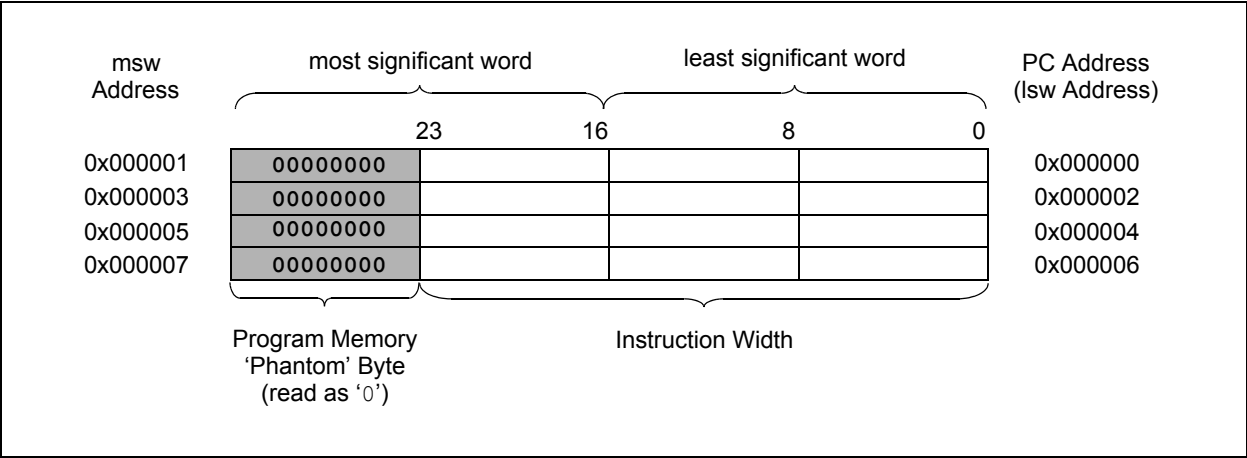 msw
Address
most significant word
least significant word
PC Address
(lsw Address)
23
16
8
0
0x000001
00000000
0x000000
0x000003
00000000
0x000002
0x000005
00000000
0x000004
0x000007
00000000
0x000006
Program Memory
‘Phantom’ Byte
(read as ‘0’)
Instruction Width